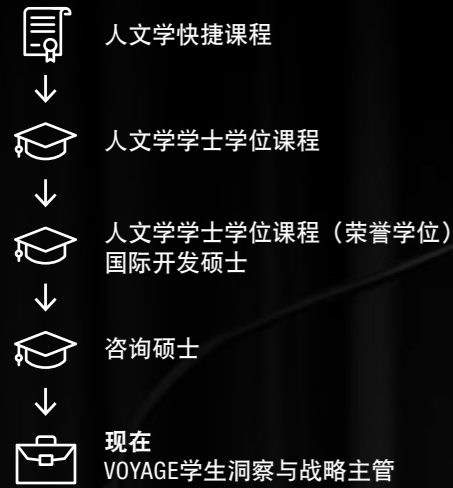 人文学快捷课程
人文学学士学位课程
人文学学士学位课程（荣誉学位）
国际开发硕士
咨询硕士
现在
VOYAGE学生洞察与战略主管